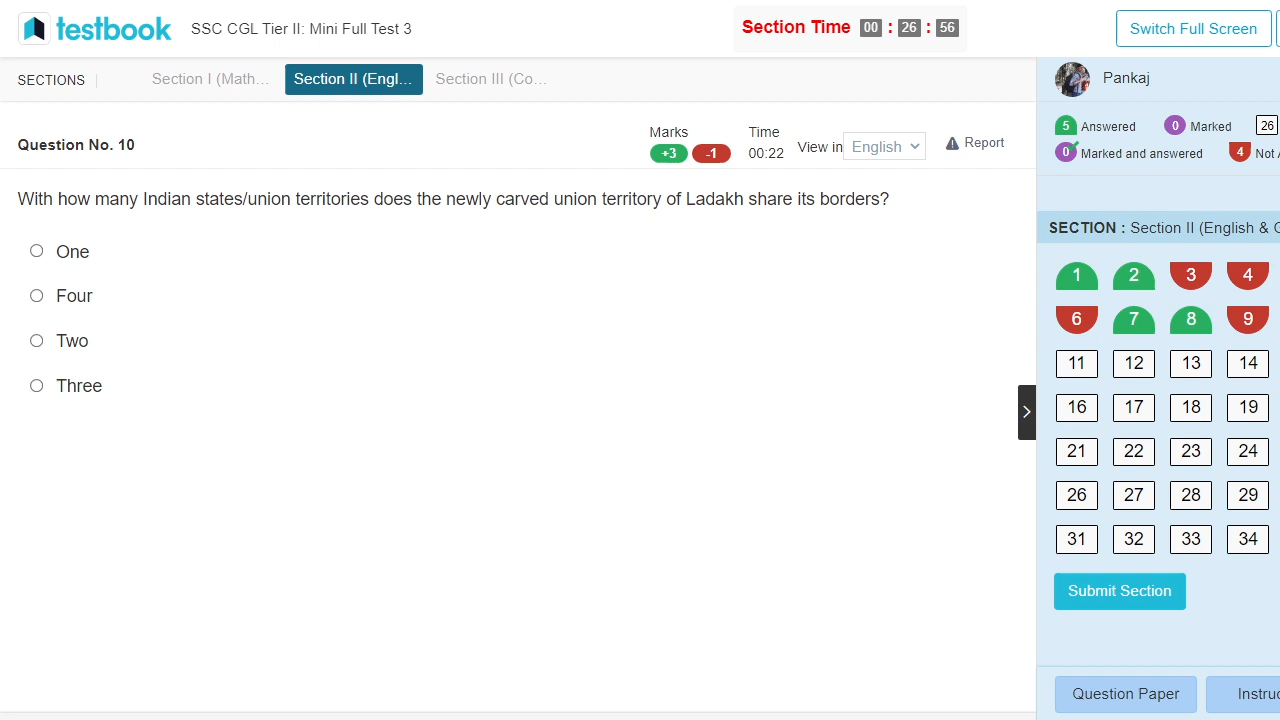 testbook
SSC CGL Tier II: Mini Full Test 3
Section Time 00 : 26 : 56
Switch Full Screen
SECTIONS
Section I (Math...
Section II (Engl...
Section III (Co...
Pankaj
5 Answered
0 Marked
26
0 Marked and answered
4 Not
Question No. 10
Marks
+3 -1
Time
00:22
View in English
Report
With how many Indian states/union territories does the newly carved union territory of Ladakh share its borders?
One
Four
Two
Three
SECTION : Section II (English &
1 2 3 4
6 7 8 9
11 12 13 14
16 17 18 19
21 22 23 24
26 27 28 29
31 32 33 34
Submit Section
Question Paper
Instruc